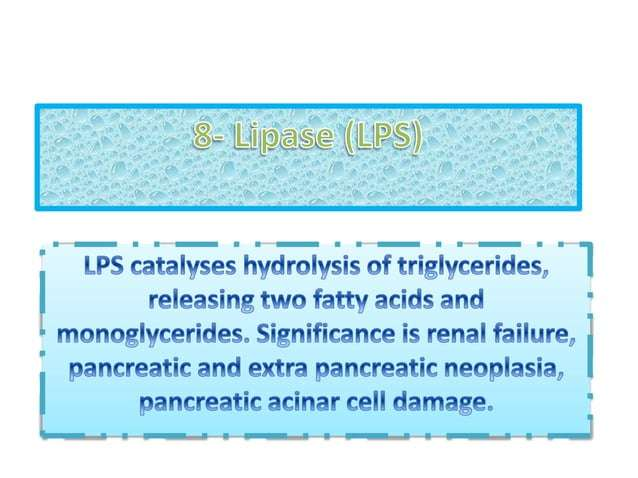 8- Lipase (LPS)
LPS catalyses hydrolysis of triglycerides,
releasing two fatty acids and
monoglycerides. Significance is renal failure,
pancreatic and extra pancreatic neoplasia,
pancreatic acinar cell damage.